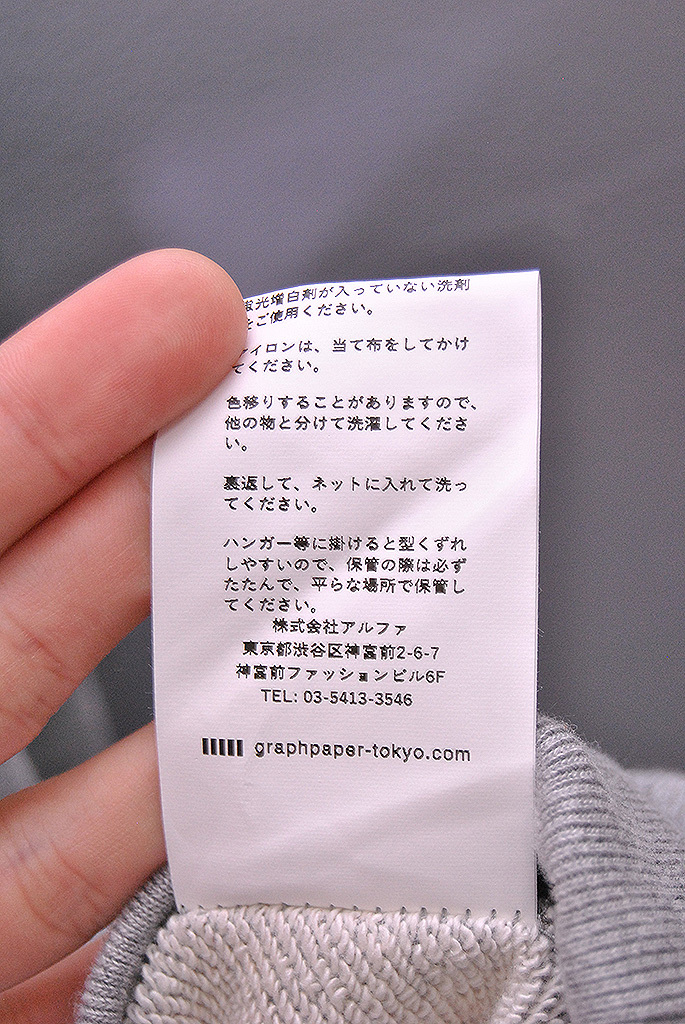 光増白剤が入っていない洗剤
をご使用ください。
アイロンは、当て布をしてかけ
てください。
色移りすることがありますので、
他の物と分けて洗濯してくださ
い。
裏返して、ネットに入れて洗っ
てください。
ハンガー等に掛けると型くずれ
しやすいので、保管の際は必ず
たたんで、平らな場所で保管し
てください。
株式会社アルファ
東京都渋谷区神宮前2-6-7
神宮前ファッションビル6F
TEL: 03-5413-3546
graphpaper-tokyo.com